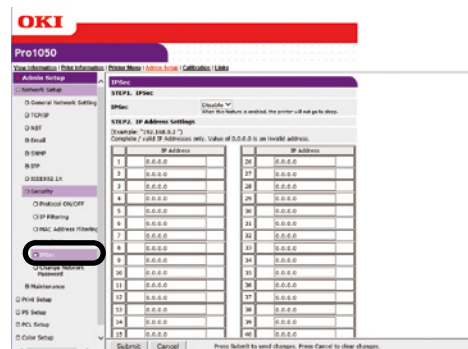 OKI
Pro1050
View Information | Print Information | Printer Menu | Admin Setup | Calibration | Links
Admin Setup
Network Setup
General Network Setting
TCP/IP
NBT
Email
SNMP
IEEE802.1X
Security
Protocol ON/OFF
IP Filtering
MAC Address Filtering
IPSec
Change Network
Password
Maintenance
Print Setup
PS Setup
PCL Setup
Color Setup
IPSec
STEP1. IPSec
IPSec Disable
When this feature is enabled, the printer will not go to sleep.
STEP2. IP Address Settings
(Example: "192.168.0.2 ")
Complete / valid IP Addresses only. Value of 0.0.0.0 is an invalid address.
IP Address IP Address
1 0.0.0.0 26 0.0.0.0
2 0.0.0.0 27 0.0.0.0
3 0.0.0.0 28 0.0.0.0
4 0.0.0.0 29 0.0.0.0
5 0.0.0.0 30 0.0.0.0
6 0.0.0.0 31 0.0.0.0
7 0.0.0.0 32 0.0.0.0
8 0.0.0.0 33 0.0.0.0
9 0.0.0.0 34 0.0.0.0
10 0.0.0.0 35 0.0.0.0
11 0.0.0.0 36 0.0.0.0
12 0.0.0.0 37 0.0.0.0
13 0.0.0.0 38 0.0.0.0
14 0.0.0.0 39 0.0.0.0
15 0.0.0.0 40 0.0.0.0
Submit Cancel Press Submit to send changes. Press Cancel to clear changes.